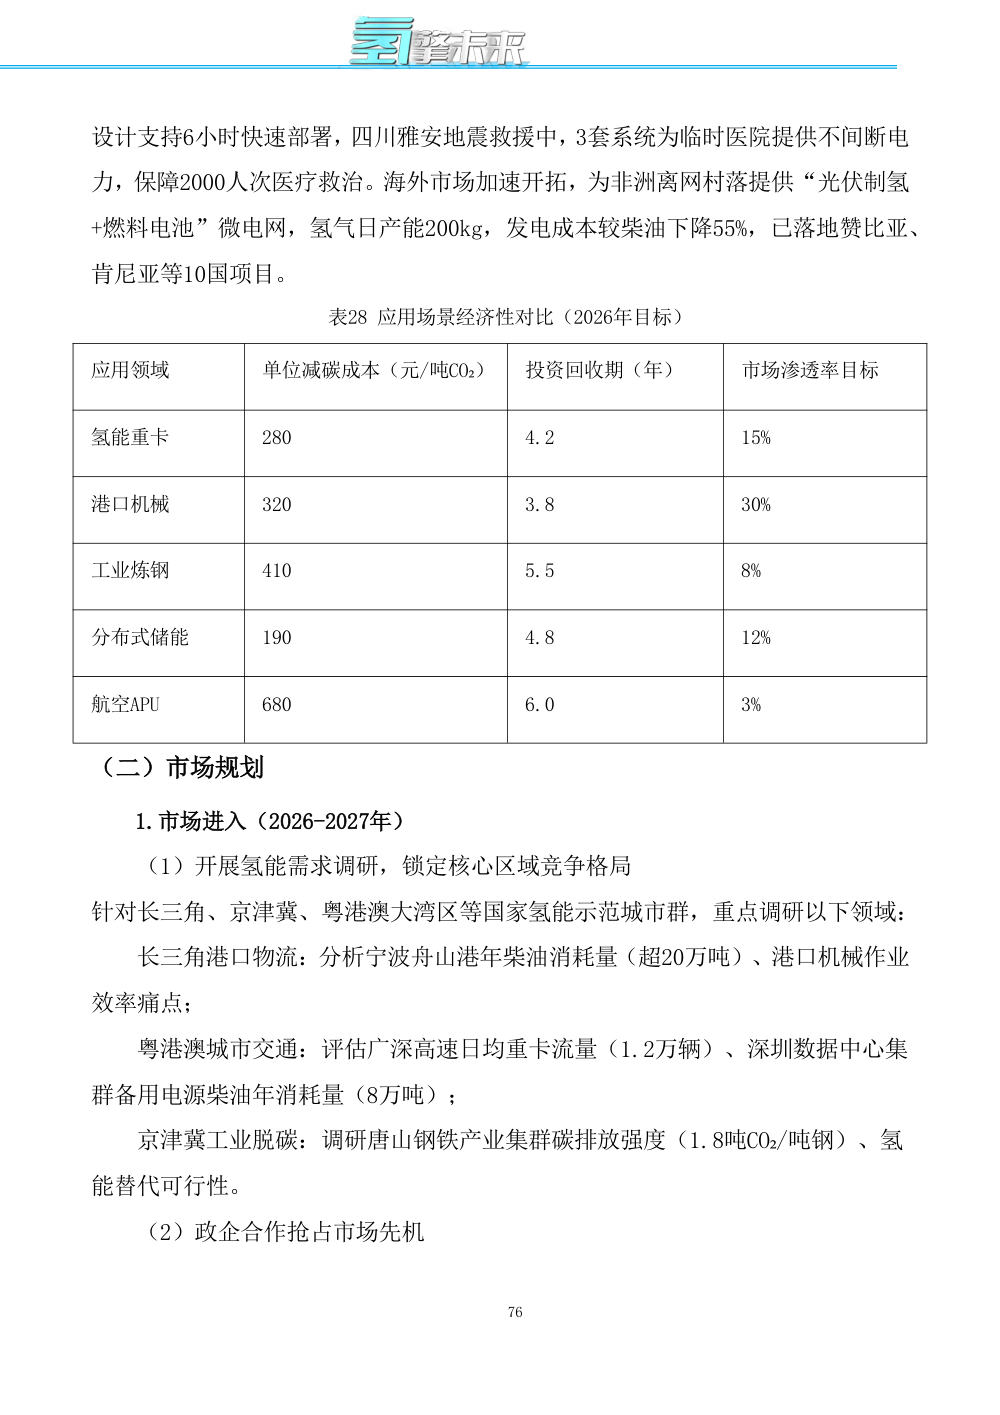 氢擎未来
设计支持6小时快速部署，四川雅安地震救援中，3套系统为临时医院提供不间断电
力，保障2000人次医疗救治。海外市场加速开拓，为非洲离网村落提供“光伏制氢
+燃料电池”微电网，氢气日产能200kg，发电成本较柴油下降55%，已落地赞比亚、
肯尼亚等10国项目。
表28 应用场景经济性对比（2026年目标）
应用领域 单位减碳成本（元/吨CO₂） 投资回收期（年） 市场渗透率目标
氢能重卡 280 4.2 15%
港口机械 320 3.8 30%
工业炼钢 410 5.5 8%
分布式储能 190 4.8 12%
航空APU 680 6.0 3%
（二）市场规划
1.市场进入（2026-2027年）
（1）开展氢能需求调研，锁定核心区域竞争格局
针对长三角、京津冀、粤港澳大湾区等国家氢能示范城市群，重点调研以下领域：
长三角港口物流：分析宁波舟山港年柴油消耗量（超20万吨）、港口机械作业
效率痛点；
粤港澳城市交通：评估广深高速日均重卡流量（1.2万辆）、深圳数据中心集
群备用电源柴油年消耗量（8万吨）；
京津冀工业脱碳：调研唐山钢铁产业集群碳排放强度（1.8吨CO₂/吨钢）、氢
能替代可行性。
（2）政企合作抢占市场先机
76